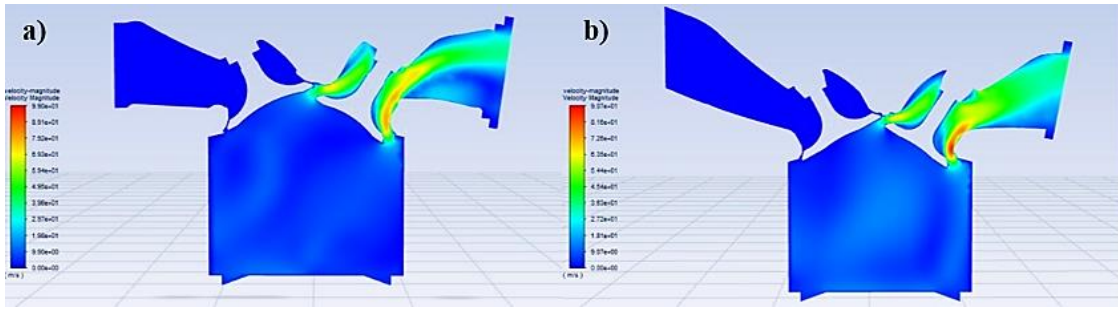 a)
velocity-magnitude
Velocity Magnitude
9.90e+01
8.91e+01
7.92e+01
6.93e+01
5.94e+01
4.95e+01
3.96e+01
2.97e+01
1.98e+01
9.90e+00
0.00e+00
( m/s )
b)
velocity-magnitude
Velocity Magnitude
9.07e+01
8.16e+01
7.26e+01
6.35e+01
5.44e+01
4.54e+01
3.63e+01
2.72e+01
1.81e+01
9.07e+00
0.00e+00
( m/s )